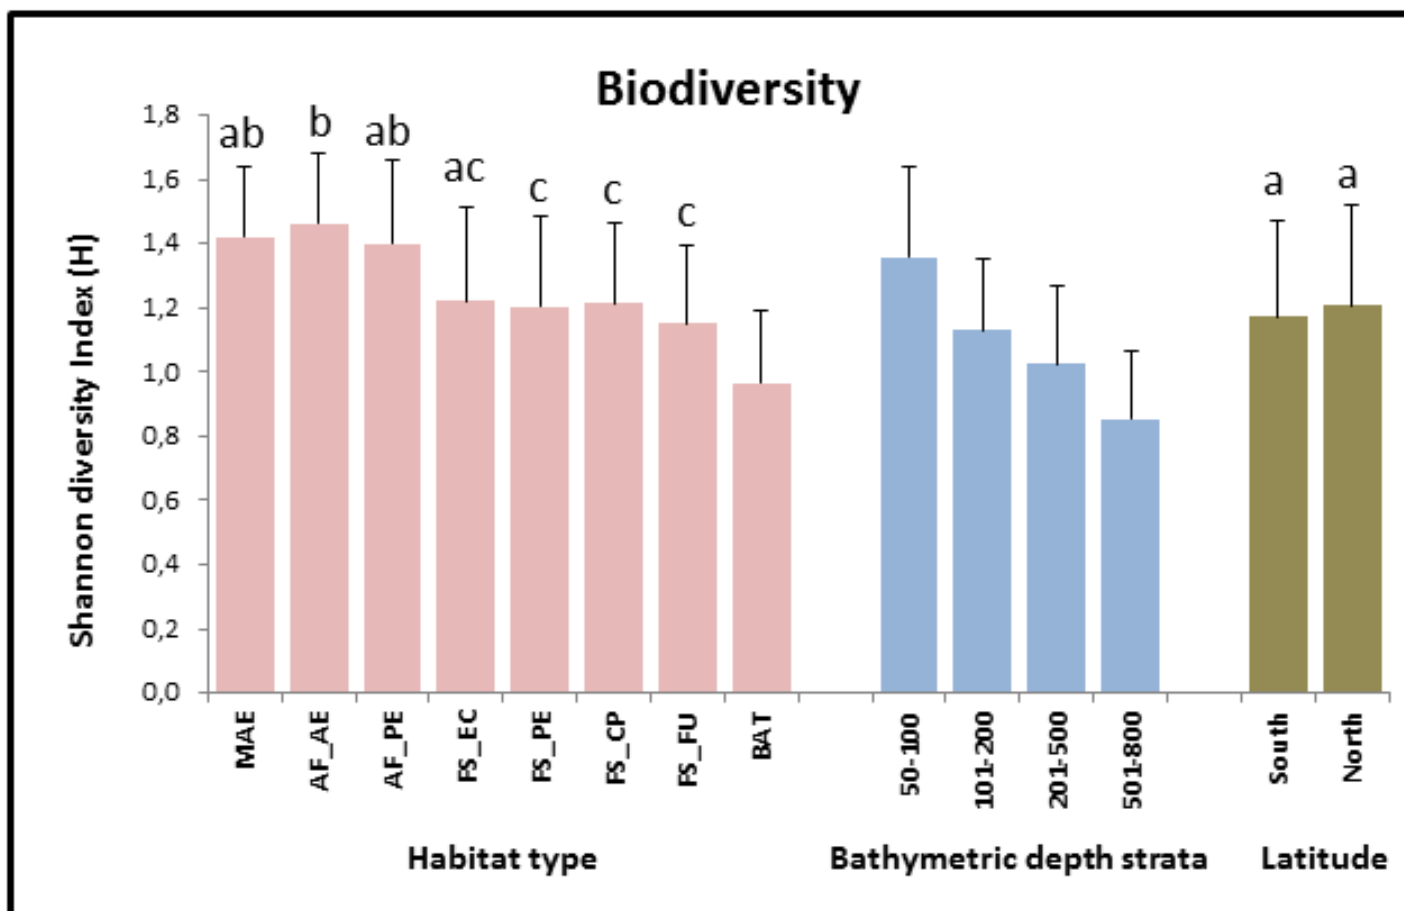 Biodiversity
Shannon diversity Index (H)
1,8
1,6
1,4
1,2
1,0
0,8
0,6
0,4
0,2
0,0
ab
b
ab
ac
c
c
c
a
a
MAE
AF_AE
AF_PE
FS_EC
FS_PE
FS_CP
FS_FU
BAT
50-100
101-200
201-500
501-800
South
North
Habitat type
Bathymetric depth strata
Latitude